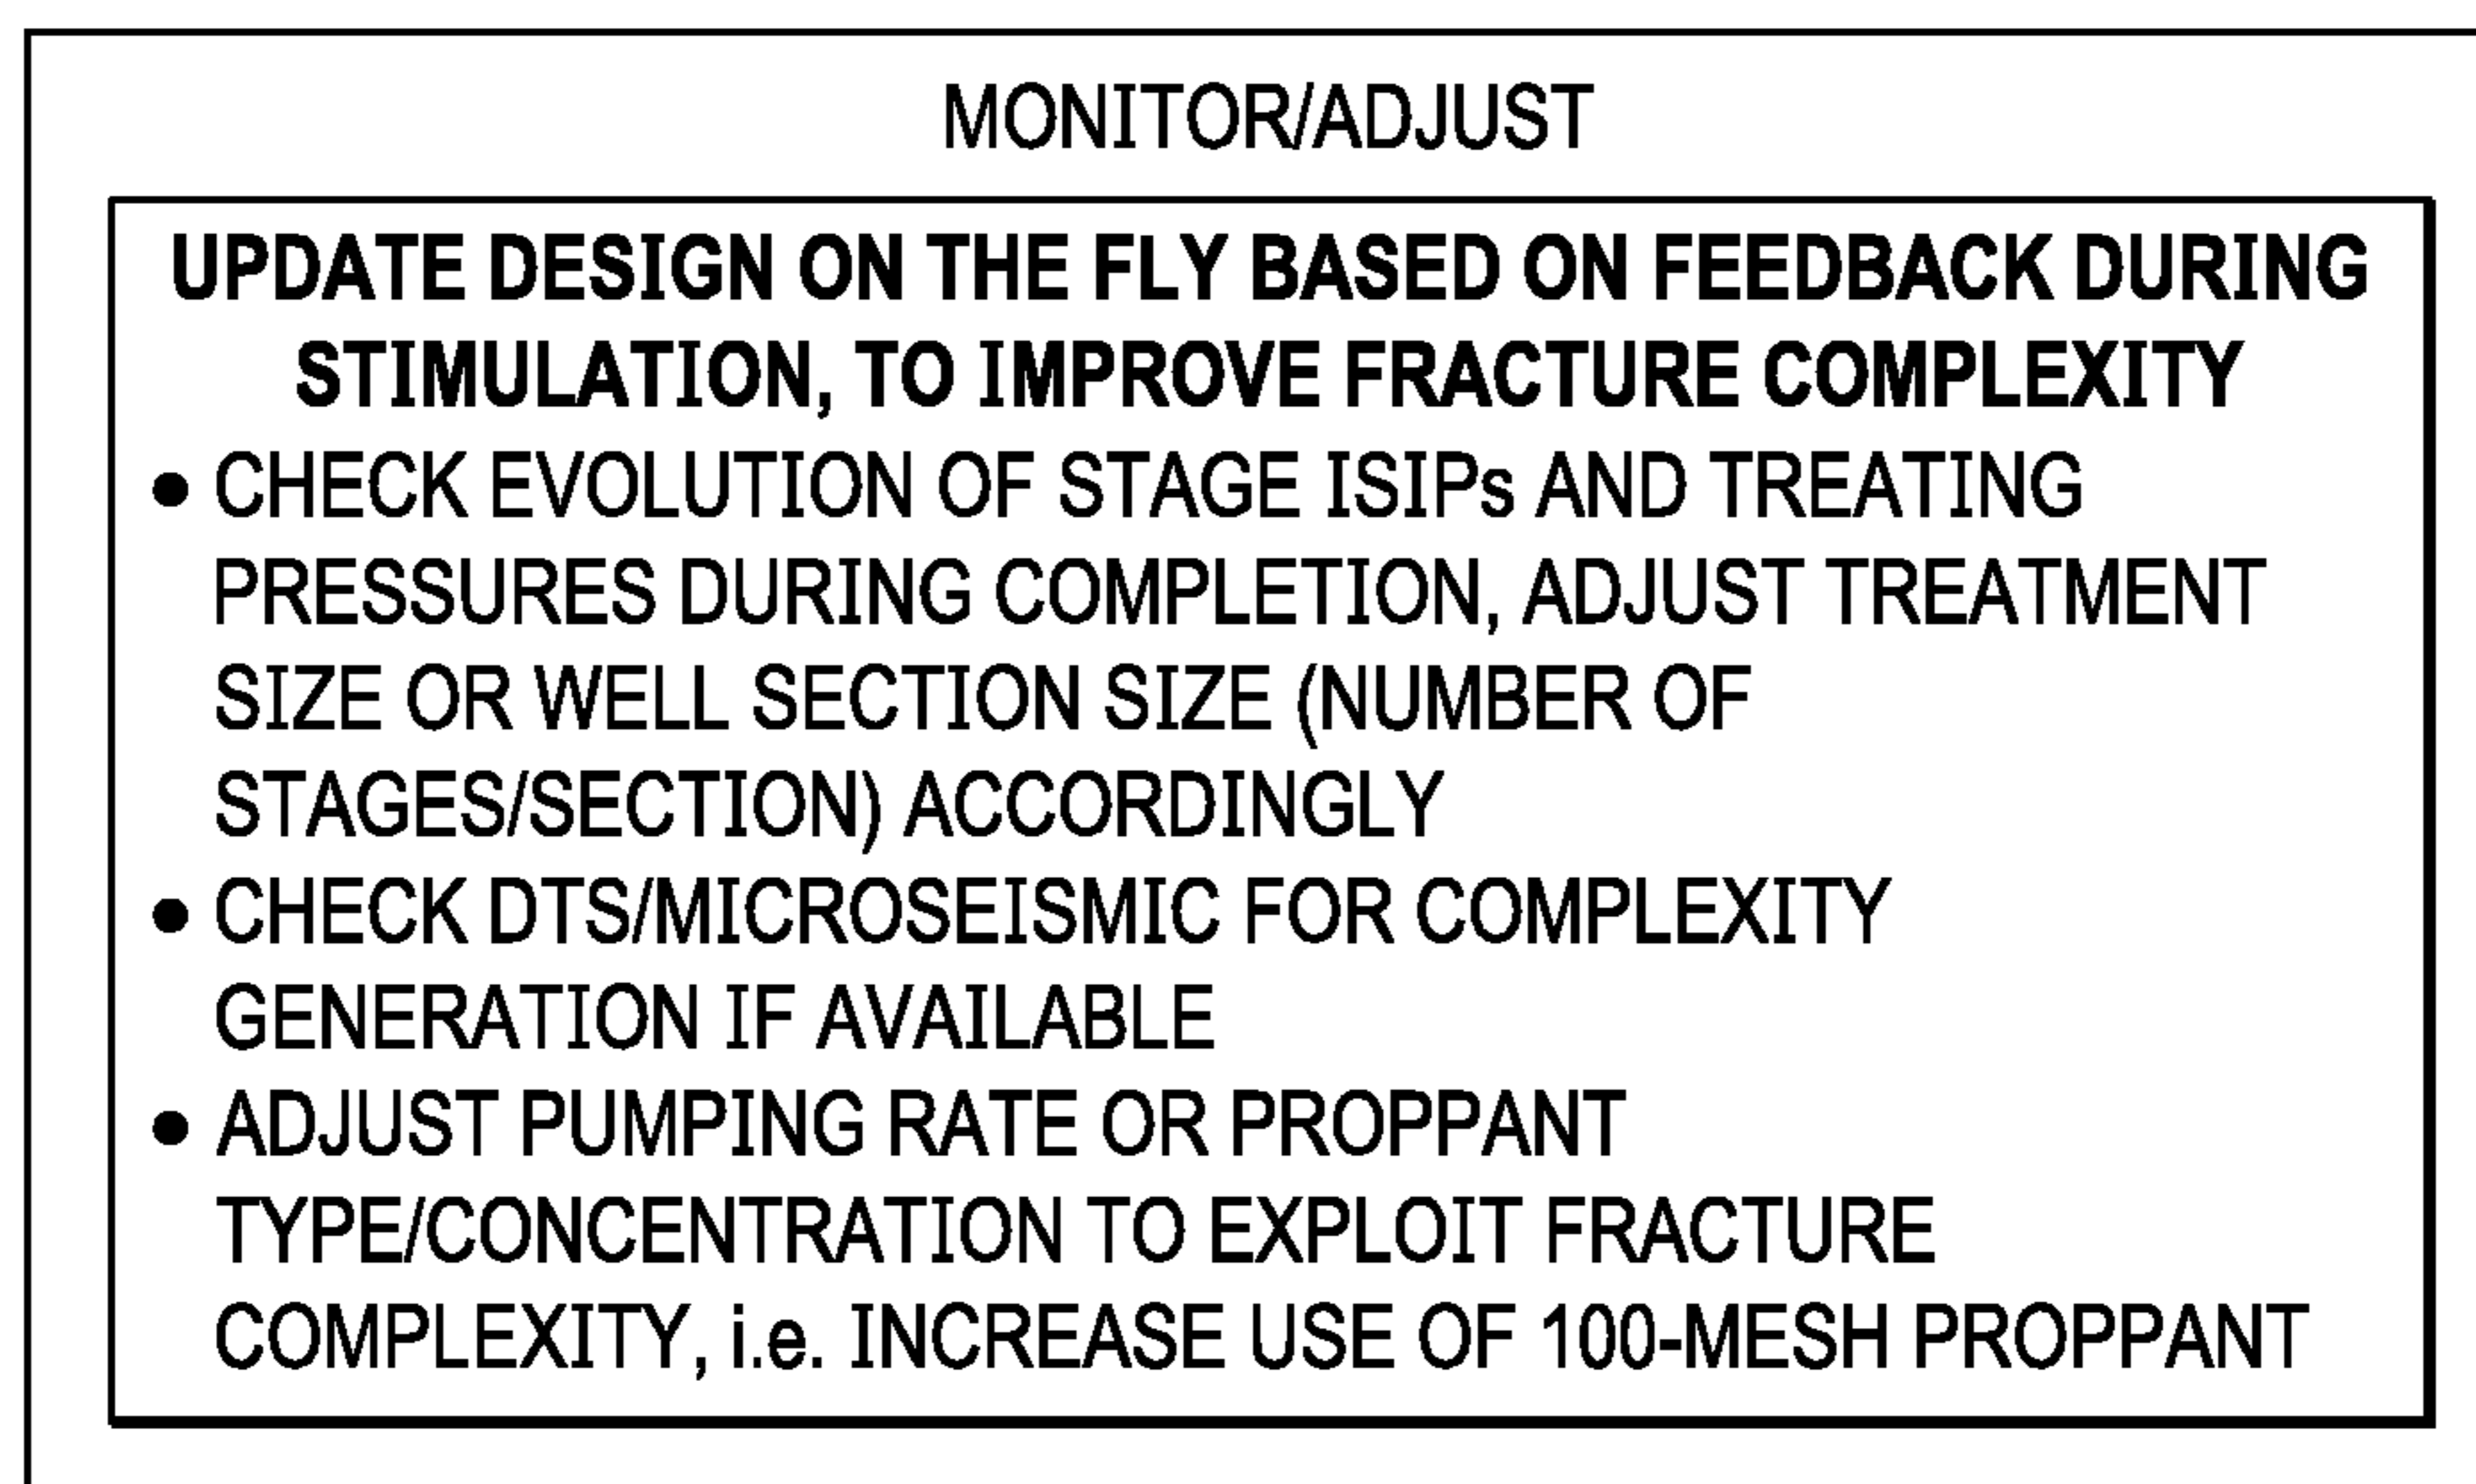 MONITOR/ADJUST
UPDATE DESIGN ON THE FLY BASED ON FEEDBACK DURING
STIMULATION, TO IMPROVE FRACTURE COMPLEXITY
● CHECK EVOLUTION OF STAGE ISIPs AND TREATING
PRESSURES DURING COMPLETION, ADJUST TREATMENT
SIZE OR WELL SECTION SIZE (NUMBER OF
STAGES/SECTION) ACCORDINGLY
● CHECK DTS/MICROSEISMIC FOR COMPLEXITY
GENERATION IF AVAILABLE
● ADJUST PUMPING RATE OR PROPPANT
TYPE/CONCENTRATION TO EXPLOIT FRACTURE
COMPLEXITY, i.e. INCREASE USE OF 100-MESH PROPPANT